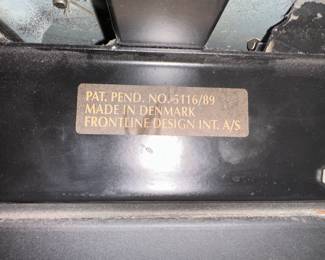 PAT. PEND. NO. 5116/89
MADE IN DENMARK
FRONTLINE DESIGN INT. A/S